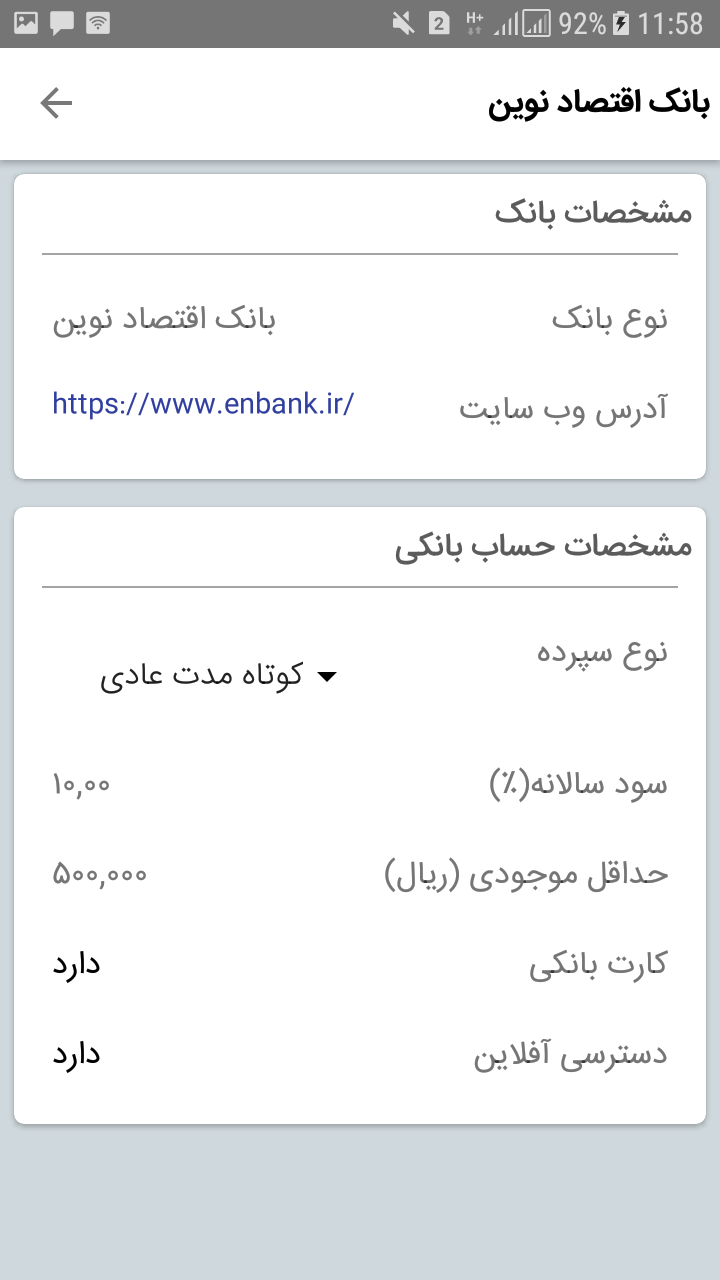 2 H+ 92% 11:58
بانک اقتصاد نوین
مشخصات بانک
نوع بانک بانک اقتصاد نوین
آدرس وب سایت https://www.enbank.ir/
مشخصات حساب بانکی
نوع سپرده کوتاه مدت عادی
سود سالانه(٪) ۱۰,۰۰
حداقل موجودی (ریال) ۵۰۰,۰۰۰
کارت بانکی دارد
دسترسی آفلاین دارد